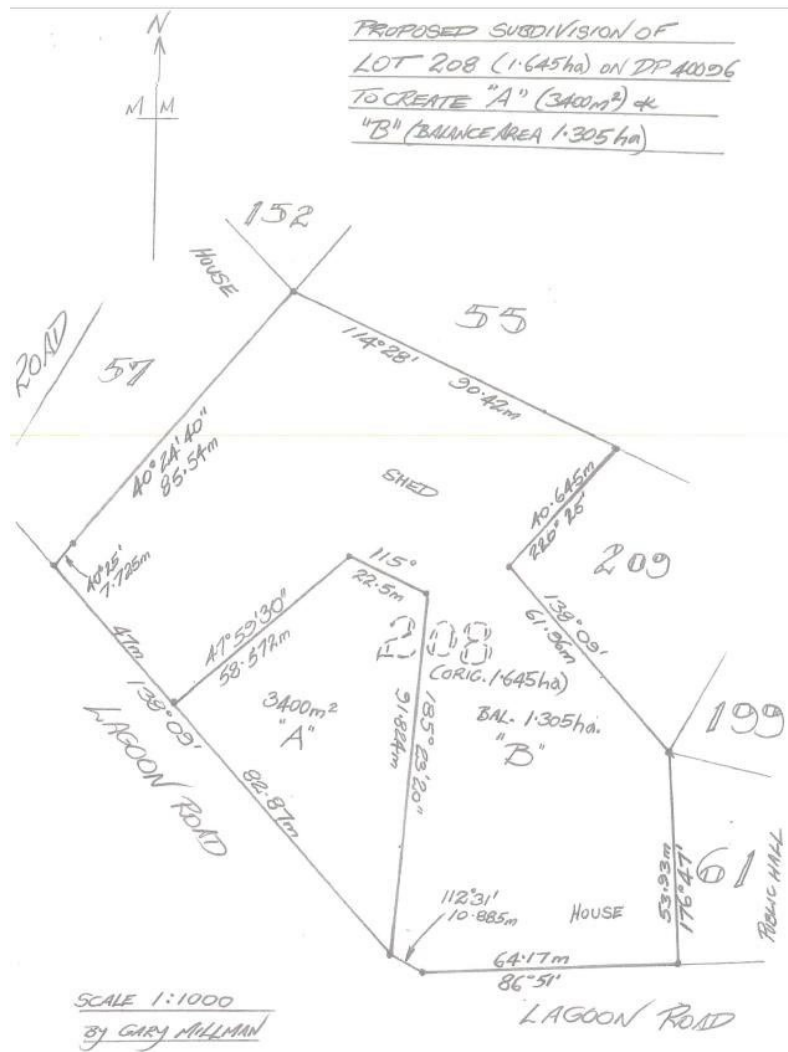 N
M M
PROPOSED SUBDIVISION OF
LOT 208 (1.645ha) ON DP 40096
TO CREATE "A" (3400m²) &
"B" (BALANCE AREA 1.305ha)
152
HOUSE
55
114°28'
90.42m
ROAD
57
40°24'40"
85.54m
SHED
40.645m
220°25'
209
40°25'
7.725m
115°
22.5m
47°59'30"
58.572m
138°09'
61.96m
208
(ORIG. 1.645ha)
47m
138°09'
3400m²
"A"
185°23'20"
91.824m
BAL. 1.305ha.
"B"
199
LAGOON ROAD
82.87m
53.93m
176°47'
61
PUBLIC HALL
112°31'
10.885m
HOUSE
64.17m
86°51'
LAGOON ROAD
SCALE 1:1000
BY GARY MILLMAN